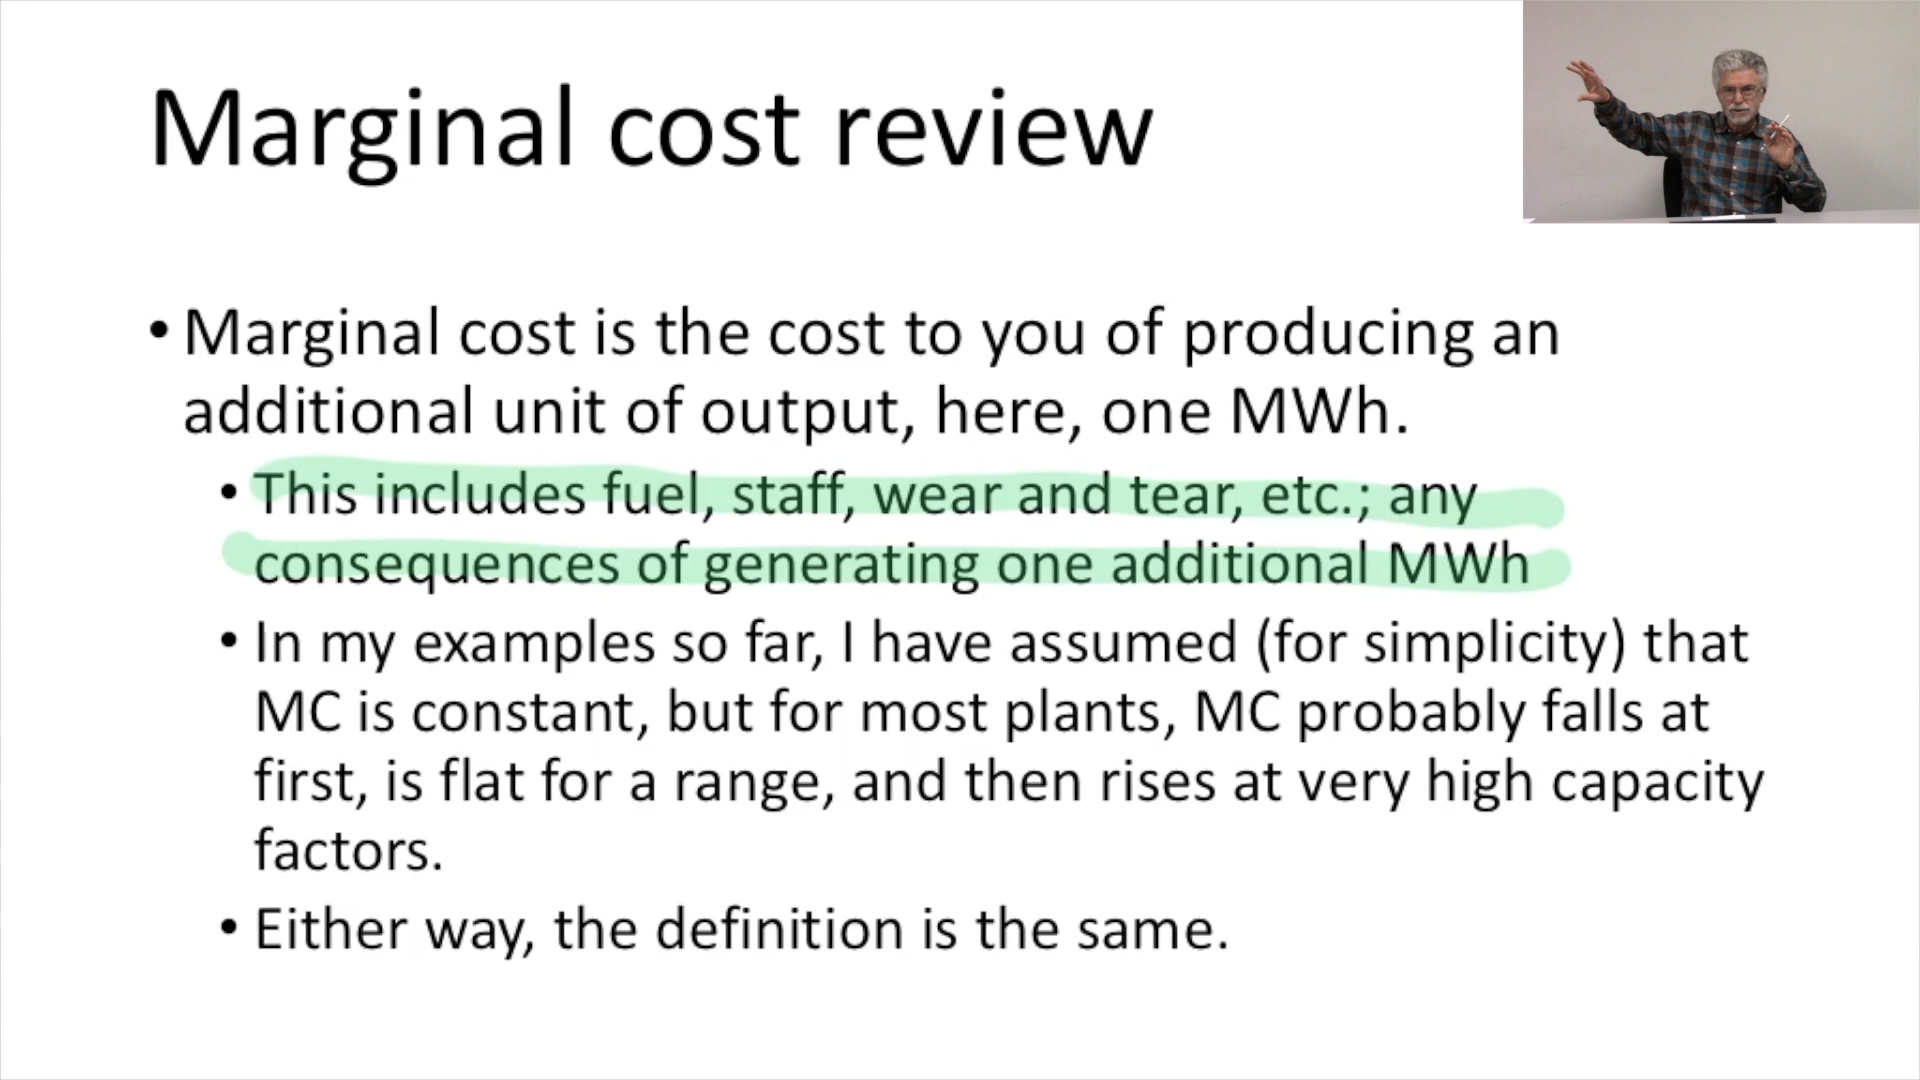 Marginal cost review
• Marginal cost is the cost to you of producing an
additional unit of output, here, one MWh.
• This includes fuel, staff, wear and tear, etc.; any
consequences of generating one additional MWh
• In my examples so far, I have assumed (for simplicity) that
MC is constant, but for most plants, MC probably falls at
first, is flat for a range, and then rises at very high capacity
factors.
• Either way, the definition is the same.